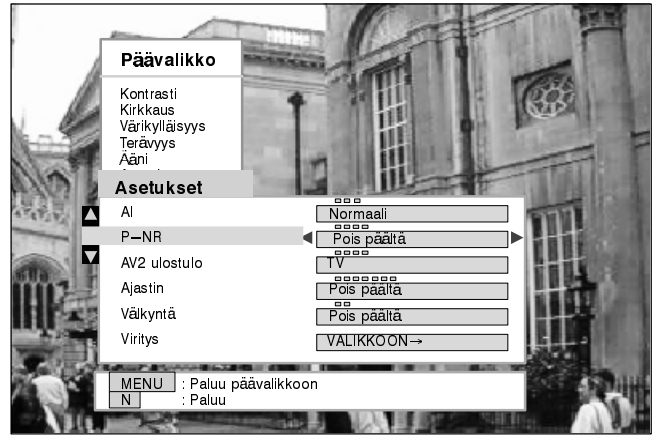 Päävalikko
Kontrasti
Kirkkaus
Värikylläisyys
Terävyys
Ääni
Asetukset
AI Normaali
P–NR Pois päältä
AV2 ulostulo TV
Ajastin Pois päältä
Välkyntä Pois päältä
Viritys VALIKKOON→
MENU : Paluu päävalikkoon
N : Paluu